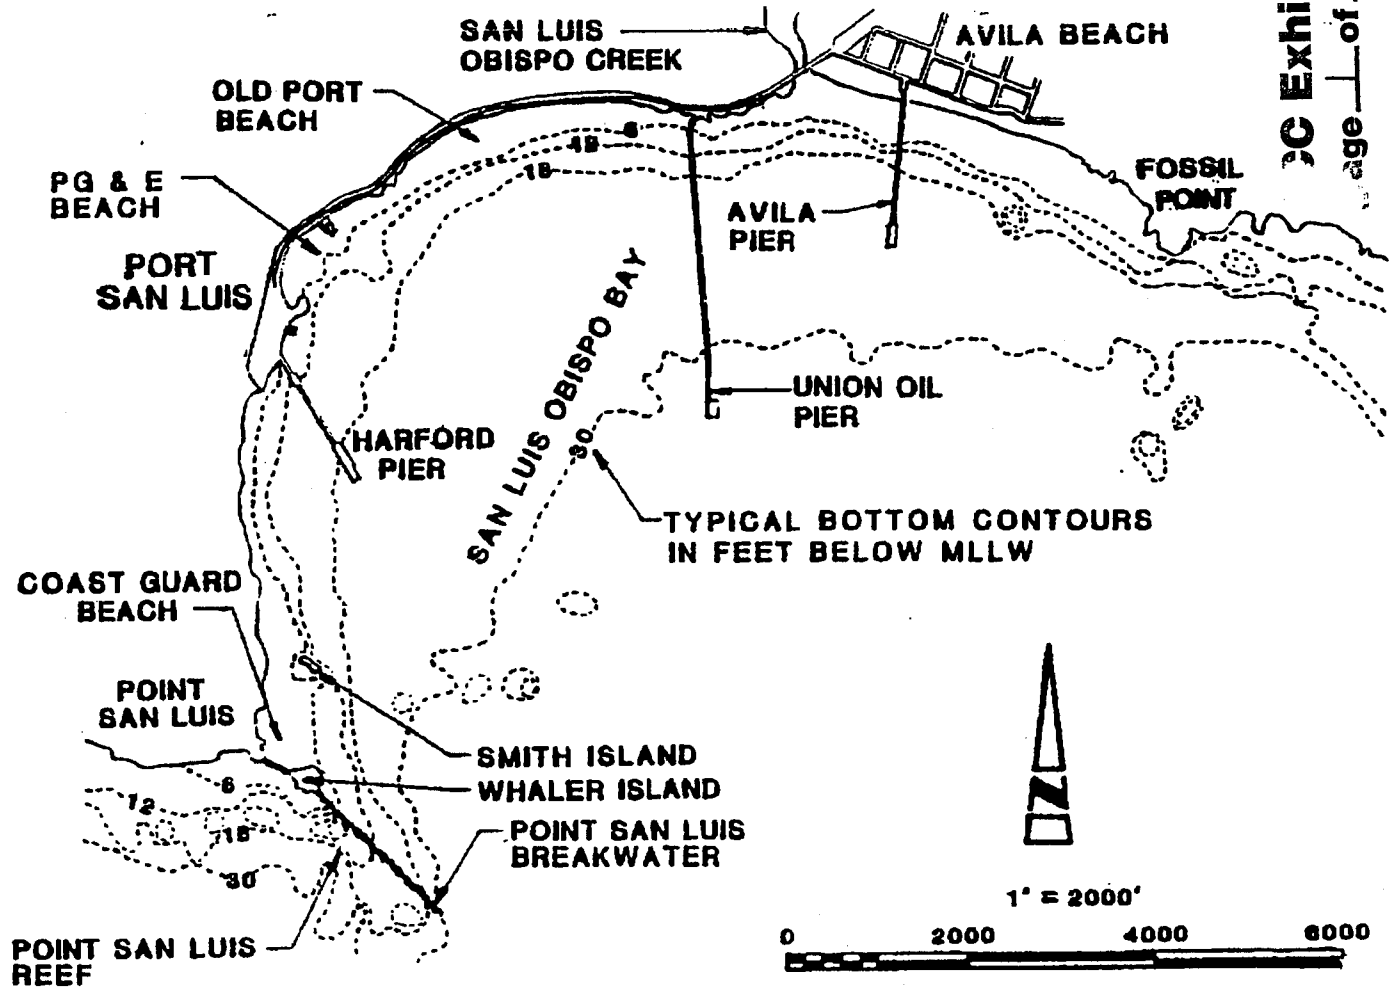 SAN LUIS
OBISPO CREEK
AVILA BEACH
OLD PORT
BEACH
PG & E
BEACH
PORT
SAN LUIS
FOSSIL
POINT
AVILA
PIER
6
12
18
SAN LUIS OBISPO BAY
UNION OIL
PIER
HARFORD
PIER
30
TYPICAL BOTTOM CONTOURS
IN FEET BELOW MLLW
COAST GUARD
BEACH
POINT
SAN LUIS
SMITH ISLAND
WHALER ISLAND
POINT SAN LUIS
BREAKWATER
6
12
18
30
POINT SAN LUIS
REEF
N
1" = 2000'
0 2000 4000 6000
of